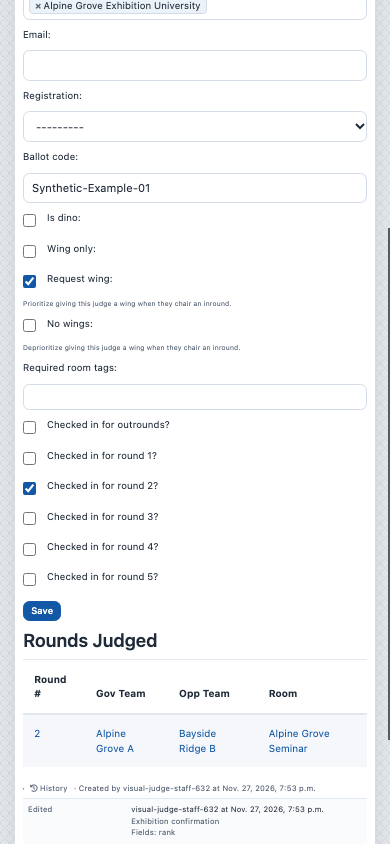 × Alpine Grove Exhibition University
Email:
Registration:
---------
Ballot code:
Synthetic-Example-01
Is dino:
Wing only:
Request wing:
Prioritize giving this judge a wing when they chair an inround.
No wings:
Deprioritize giving this judge a wing when they chair an inround.
Required room tags:
Checked in for outrounds?
Checked in for round 1?
Checked in for round 2?
Checked in for round 3?
Checked in for round 4?
Checked in for round 5?
Save
Rounds Judged
Round # Gov Team Opp Team Room
2 Alpine Grove A Bayside Ridge B Alpine Grove Seminar
· History · Created by visual-judge-staff-632 at Nov. 27, 2026, 7:53 p.m.
Edited visual-judge-staff-632 at Nov. 27, 2026, 7:53 p.m.
Exhibition confirmation
Fields: rank